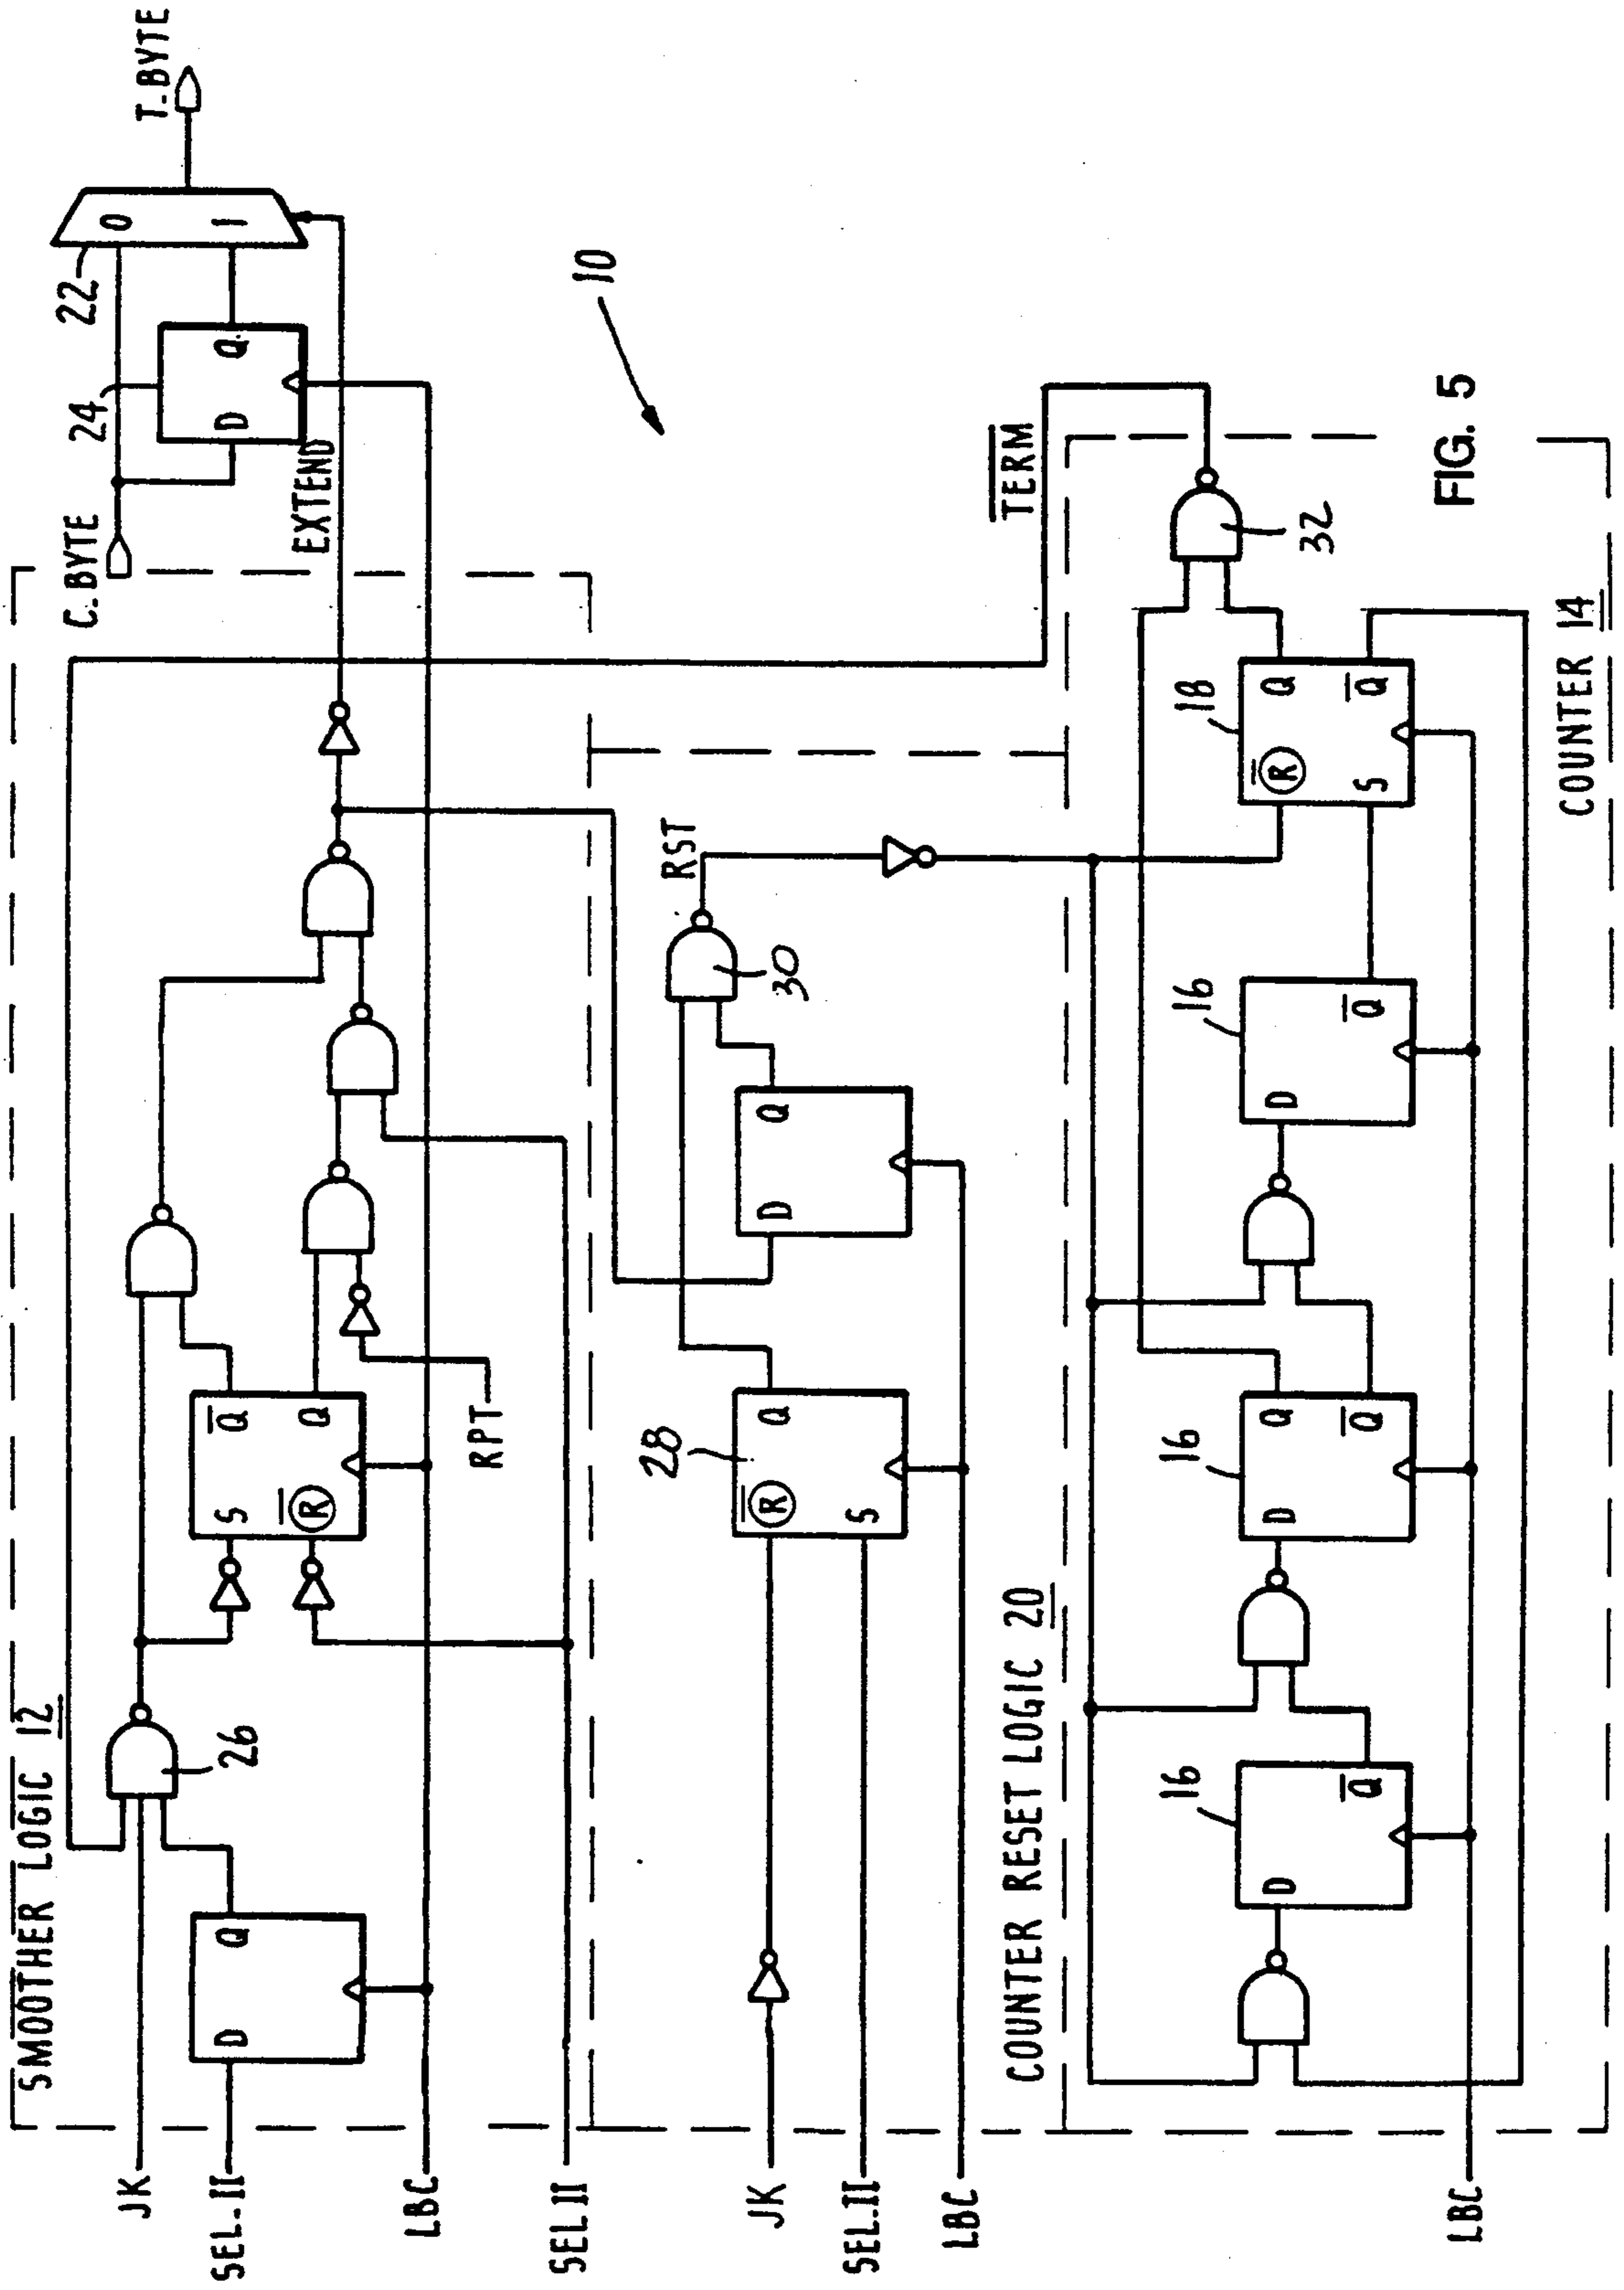 SMOOTHER LOGIC 12
JK
SEL-II
LBC
SEL II
D
Q
26
S
R
Q
Q
RPT
C_BYTE
24
D
Q
22
0
1
T_BYTE
EXTEND
10
JK
SEL-II
LBC
R
S
Q
28
D
Q
30
RST
COUNTER RESET LOGIC 20
TERM
LBC
D
Q
16
D
Q
Q
16
D
Q
16
R
S
Q
Q
18
32
COUNTER 14
FIG. 5